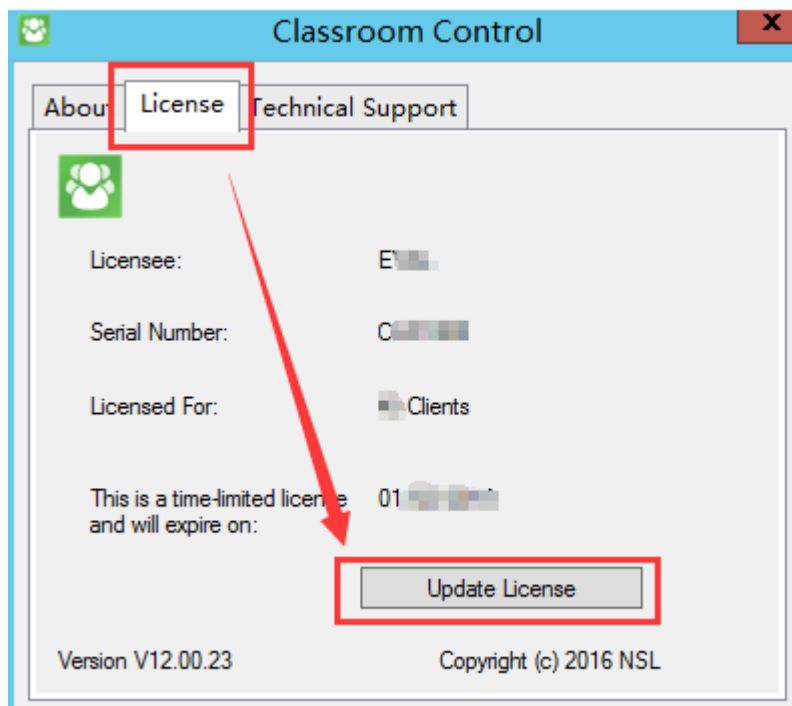 Classroom Control
X
About License Technical Support
Licensee:
Serial Number:
Licensed For: Clients
This is a time-limited license 01
and will expire on:
Update License
Version V12.00.23 Copyright (c) 2016 NSL